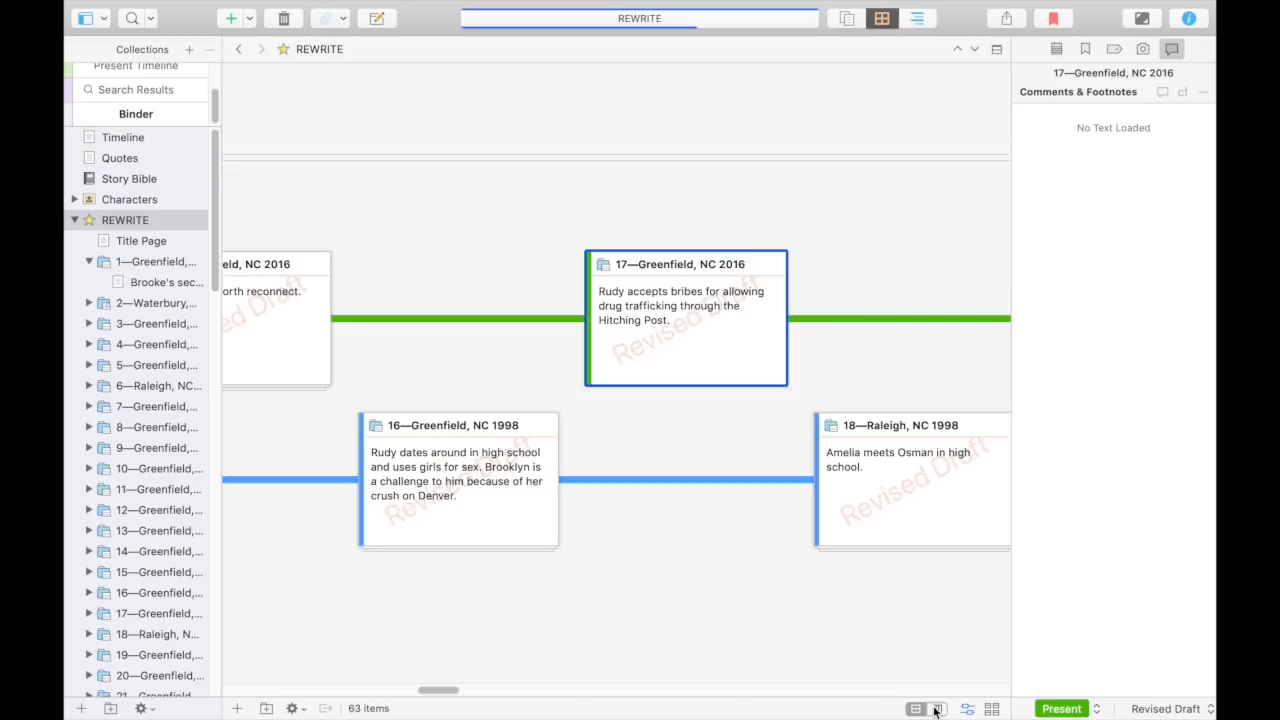 REWRITE
Collections
Present Timeline
Search Results
Binder
Timeline
Quotes
Story Bible
Characters
REWRITE
Title Page
1—Greenfield,...
Brooke's sec...
2—Waterbury,...
3—Greenfield,...
4—Greenfield,...
5—Greenfield,...
6—Raleigh, NC...
7—Greenfield,...
8—Greenfield,...
9—Greenfield,...
10—Greenfield,...
11—Greenfield,...
12—Greenfield,...
13—Greenfield,...
14—Greenfield,...
15—Greenfield,...
16—Greenfield,...
17—Greenfield,...
18—Raleigh, N...
19—Greenfield,...
20—Greenfield,...
21—Greenfield
REWRITE
eld, NC 2016
orth reconnect.
ed Draft
17—Greenfield, NC 2016
Rudy accepts bribes for allowing
drug trafficking through the
Hitching Post.
Revised Draft
16—Greenfield, NC 1998
Rudy dates around in high school
and uses girls for sex. Brooklyn is
a challenge to him because of her
crush on Denver.
Revised Draft
18—Raleigh, NC 1998
Amelia meets Osman in high
school.
Revised Draft
63 items
17—Greenfield, NC 2016
Comments & Footnotes
cf
No Text Loaded
Present
Revised Draft